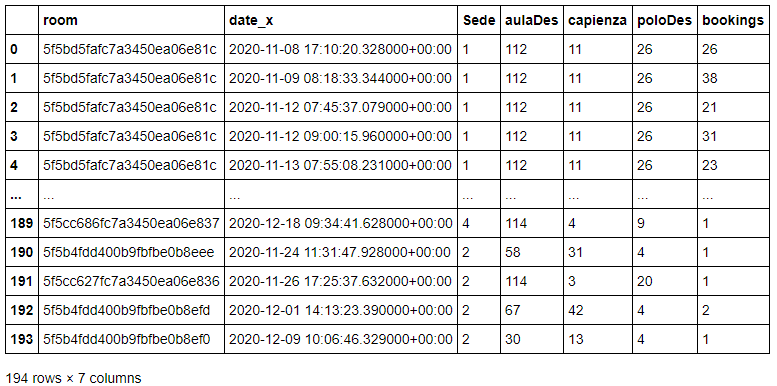 room date_x Sede aulaDes capienza poloDes bookings
0 5f5bd5fafc7a3450ea06e81c 2020-11-08 17:10:20.328000+00:00 1 112 11 26 26
1 5f5bd5fafc7a3450ea06e81c 2020-11-09 08:18:33.344000+00:00 1 112 11 26 38
2 5f5bd5fafc7a3450ea06e81c 2020-11-12 07:45:37.079000+00:00 1 112 11 26 21
3 5f5bd5fafc7a3450ea06e81c 2020-11-12 09:00:15.960000+00:00 1 112 11 26 31
4 5f5bd5fafc7a3450ea06e81c 2020-11-13 07:55:08.231000+00:00 1 112 11 26 23
... ... ... ... ... ... ... ...
189 5f5cc686fc7a3450ea06e837 2020-12-18 09:34:41.628000+00:00 4 114 4 9 1
190 5f5b4fdd400b9fbfbe0b8eee 2020-11-24 11:31:47.928000+00:00 2 58 31 4 1
191 5f5cc627fc7a3450ea06e836 2020-11-26 17:25:37.632000+00:00 2 114 3 20 1
192 5f5b4fdd400b9fbfbe0b8efd 2020-12-01 14:13:23.390000+00:00 2 67 42 4 2
193 5f5b4fdd400b9fbfbe0b8ef0 2020-12-09 10:06:46.329000+00:00 2 30 13 4 1
194 rows × 7 columns